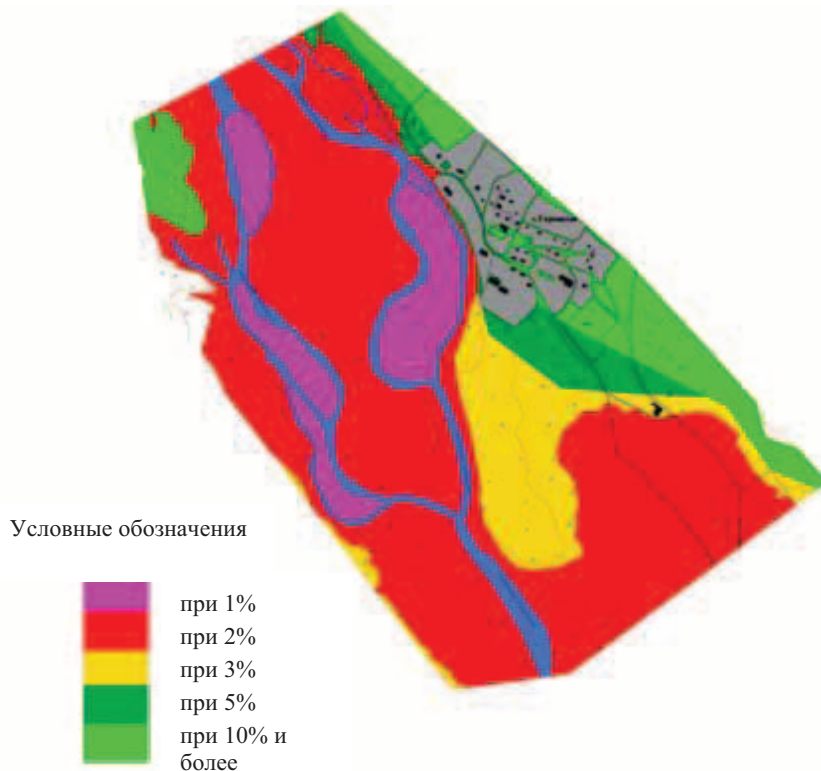 Условные обозначения
при 1%
при 2%
при 3%
при 5%
при 10% и
более